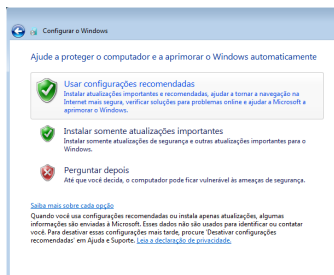 Configurar o Windows
Ajude a proteger o computador e a aprimorar o Windows automaticamente
Usar configurações recomendadas
Instalar atualizações importantes e recomendadas, ajudar a tornar a navegação na
Internet mais segura, verificar soluções para problemas online e ajudar a Microsoft a
aprimorar o Windows.
Instalar somente atualizações importantes
Instalar somente atualizações de segurança e outras atualizações importantes para o
Windows.
Perguntar depois
Até que você decida, o computador pode ficar vulnerável às ameaças de segurança.
Saiba mais sobre cada opção
Quando você usa configurações recomendadas ou instala apenas atualizações, algumas
informações são enviadas à Microsoft. Esses dados não são usados para identificar ou contatar
você. Para desativar essas configurações mais tarde, procure 'Desativar configurações
recomendadas' em Ajuda e Suporte. Leia a declaração de privacidade.